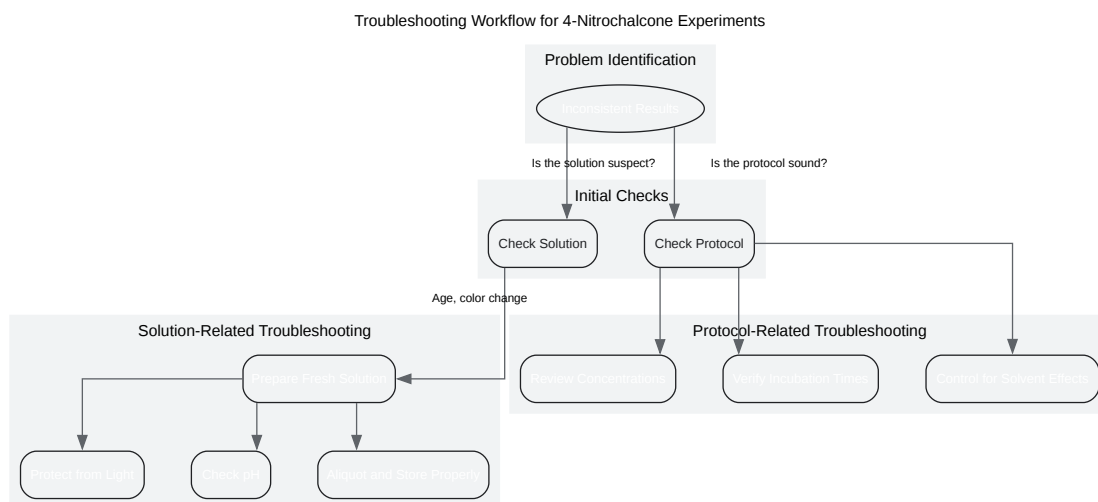 Troubleshooting Workflow for 4-Nitrochalcone Experiments
Problem Identification
Inconsistent Results
Is the solution suspect?
Is the protocol sound?
Initial Checks
Check Solution
Check Protocol
Age, color change
Solution-Related Troubleshooting
Protocol-Related Troubleshooting
Prepare Fresh Solution
Review Concentrations
Verify Incubation Times
Control for Solvent Effects
Protect from Light
Check pH
Aliquot and Store Properly